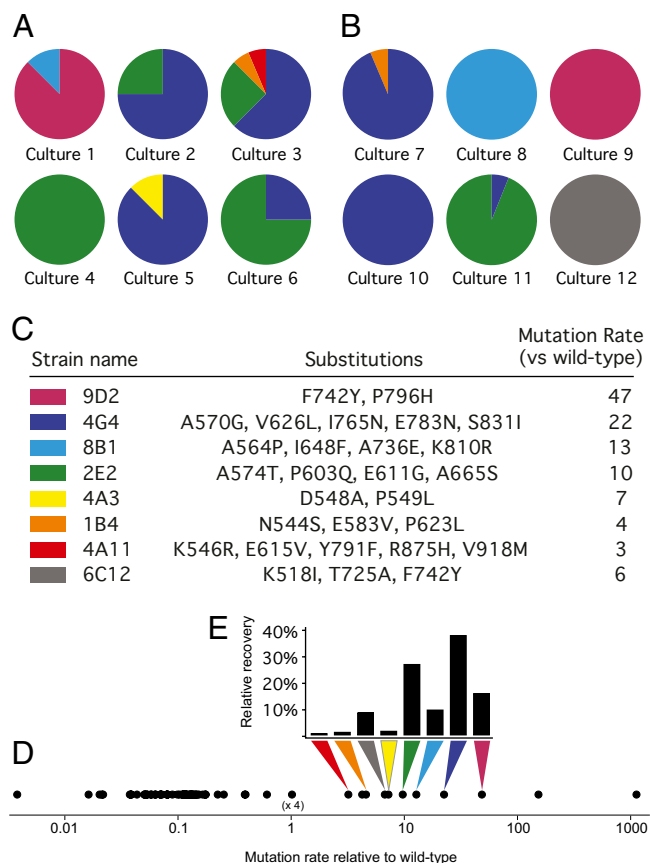 A
B
Culture 1
Culture 2
Culture 3
Culture 7
Culture 8
Culture 9
Culture 4
Culture 5
Culture 6
Culture 10
Culture 11
Culture 12
C
Strain name
Substitutions
Mutation Rate
(vs wild-type)
9D2 F742Y, P796H 47
4G4 A570G, V626L, I765N, E783N, S831I 22
8B1 A564P, I648F, A736E, K810R 13
2E2 A574T, P603Q, E611G, A665S 10
4A3 D548A, P549L 7
1B4 N544S, E583V, P623L 4
4A11 K546R, E615V, Y791F, R875H, V918M 3
6C12 K518I, T725A, F742Y 6
E
Relative recovery
40%
30%
20%
10%
D
(x 4)
0.01 0.1 1 10 100 1000
Mutation rate relative to wild-type